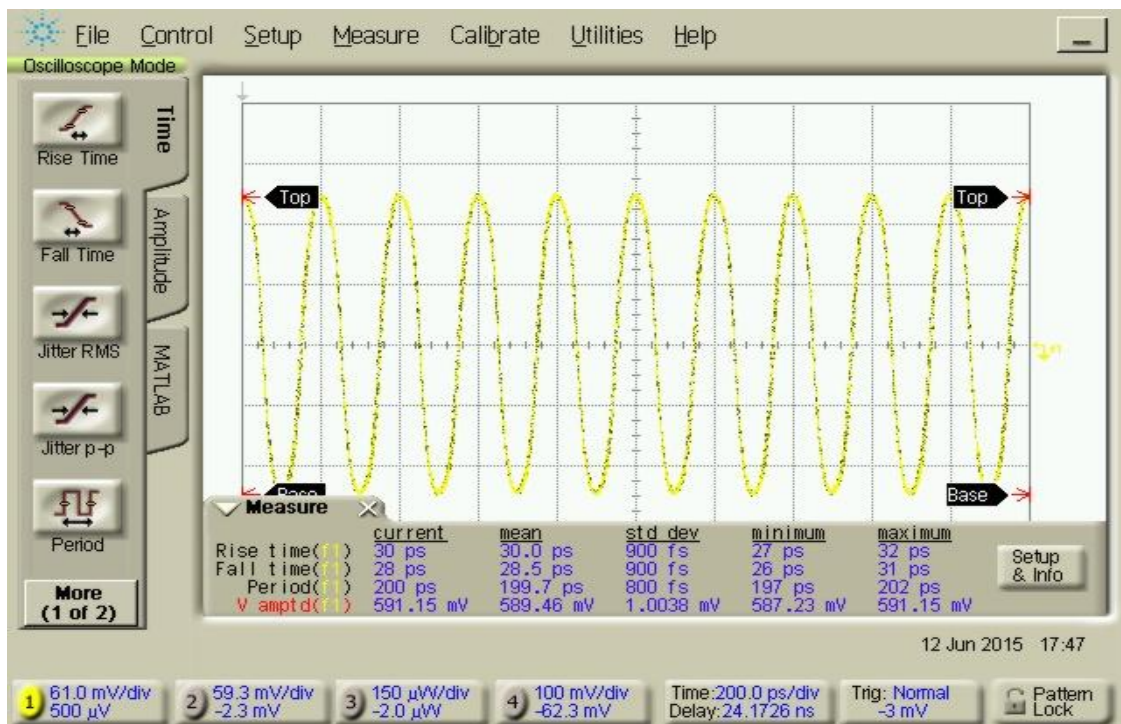 File Control Setup Measure Calibrate Utilities Help
Oscilloscope Mode
Time
Rise Time
Amplitude
Fall Time
Jitter RMS
MATLAB
Jitter p-p
Period
More
(1 of 2)
Top Top
Base Base
Measure
current mean std dev minimum maximum
Rise time(f1) 30 ps 30.0 ps 900 fs 27 ps 32 ps
Fall time(f1) 28 ps 28.5 ps 900 fs 26 ps 31 ps
Period(f1) 200 ps 199.7 ps 800 fs 197 ps 202 ps
V amptd(f1) 591.15 mV 589.46 mV 1.0038 mV 587.23 mV 591.15 mV
Setup
& Info
12 Jun 2015 17:47
1 61.0 mV/div
500 µV
2 59.3 mV/div
-2.3 mV
3 150 µW/div
-2.0 µW
4 100 mV/div
-62.3 mV
Time:200.0 ps/div
Delay:24.1726 ns
Trig: Normal
-3 mV
Pattern
Lock